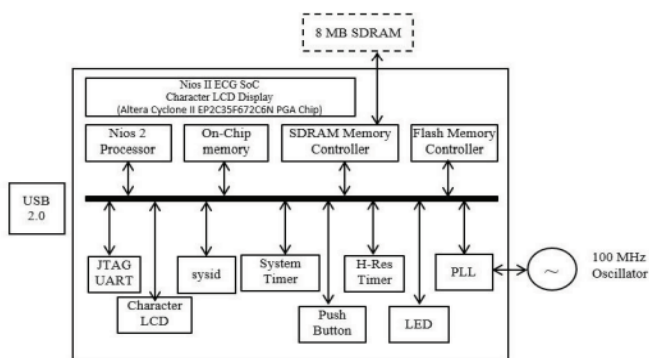 8 MB SDRAM
Nios II ECG SoC
Character LCD Display
(Altera Cyclone II EP2C35F672C6N PGA Chip)
Nios 2
Processor
On-Chip
memory
SDRAM Memory
Controller
Flash Memory
Controller
USB
2.0
JTAG
UART
Character
LCD
sysid
System
Timer
Push
Button
H-Res
Timer
LED
PLL
~
100 MHz
Oscillator